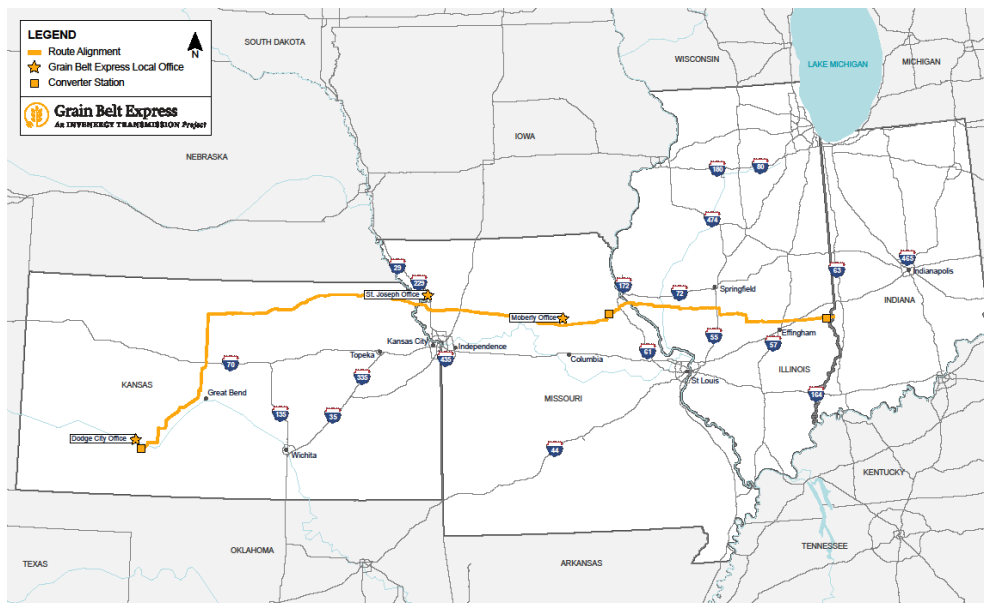 LEGEND
Route Alignment
Grain Belt Express Local Office
Converter Station
N
Grain Belt Express
An INVENERGY TRANSMISSION Project
SOUTH DAKOTA
WISCONSIN
LAKE MICHIGAN
MICHIGAN
IOWA
NEBRASKA
180
80
474
29
229
St. Joseph Office
172
72
Springfield
63
465
Indianapolis
INDIANA
Moberly Office
Effingham
55
57
Kansas City
Independence
435
Topeka
70
Columbia
61
St Louis
ILLINOIS
KANSAS
335
Great Bend
MISSOURI
164
135
35
Dodge City Office
Wichita
44
KENTUCKY
TENNESSEE
OKLAHOMA
TEXAS
ARKANSAS